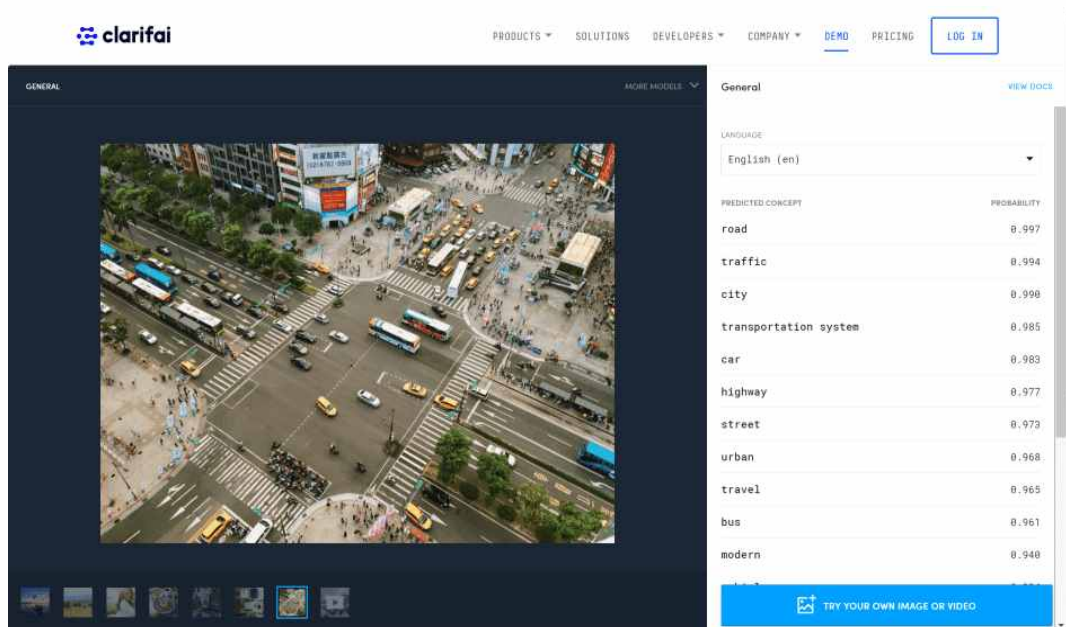 clarifai
PRODUCTS SOLUTIONS DEVELOPERS COMPANY DEMO PRICING LOG IN
GENERAL
MORE MODELS
General
VIEW DOCS
LANGUAGE
English (en)
PREDICTED CONCEPT PROBABILITY
road 0.997
traffic 0.994
city 0.990
transportation system 0.985
car 0.983
highway 0.977
street 0.973
urban 0.968
travel 0.965
bus 0.961
modern 0.940
TRY YOUR OWN IMAGE OR VIDEO